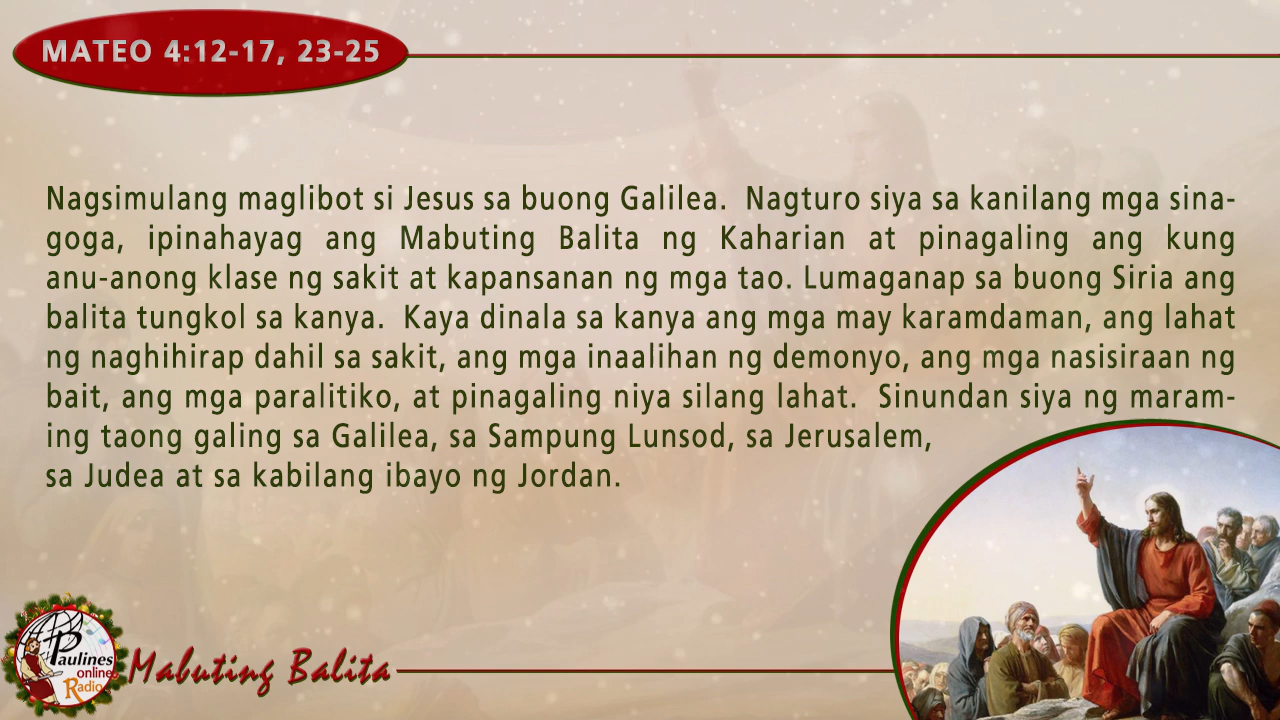 MATEO 4:12-17, 23-25
Nagsimulang maglibot si Jesus sa buong Galilea.  Nagturo siya sa kanilang mga sina-
goga, ipinahayag ang Mabuting Balita ng Kaharian at pinagaling ang kung
anu-anong klase ng sakit at kapansanan ng mga tao. Lumaganap sa buong Siria ang
balita tungkol sa kanya.  Kaya dinala sa kanya ang mga may karamdaman, ang lahat
ng naghihirap dahil sa sakit, ang mga inaalihan ng demonyo, ang mga nasisiraan ng
bait, ang mga paralitiko, at pinagaling niya silang lahat.  Sinundan siya ng maram-
ing taong galing sa Galilea, sa Sampung Lunsod, sa Jerusalem,
sa Judea at sa kabilang ibayo ng Jordan.
Paulines
online
Radio
Mabuting Balita